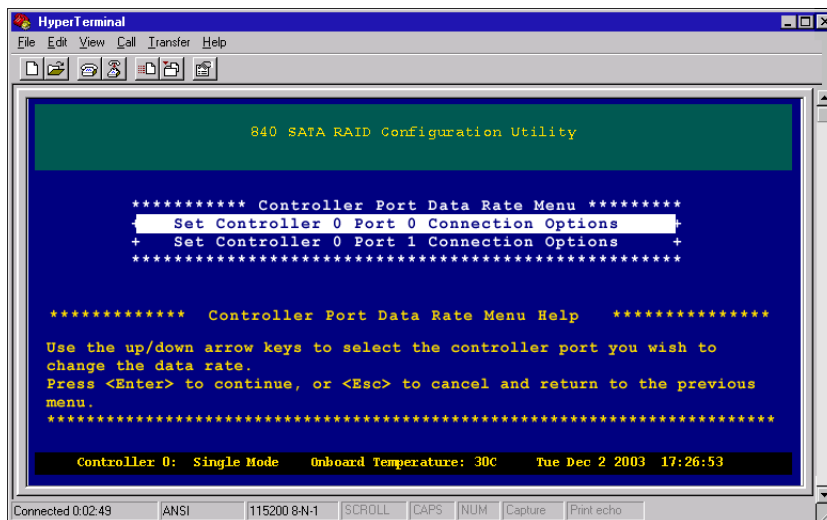 HyperTerminal
File Edit View Call Transfer Help
840 SATA RAID Configuration Utility
*********** Controller Port Data Rate Menu *********
+ Set Controller 0 Port 0 Connection Options +
+ Set Controller 0 Port 1 Connection Options +
****************************************************
************* Controller Port Data Rate Menu Help ***************
Use the up/down arrow keys to select the controller port you wish to
change the data rate.
Press <Enter> to continue, or <Esc> to cancel and return to the previous
menu.
*************************************************************************
Controller 0: Single Mode Onboard Temperature: 30C Tue Dec 2 2003 17:26:53
Connected 0:02:49 ANSI 115200 8-N-1 SCROLL CAPS NUM Capture Print echo